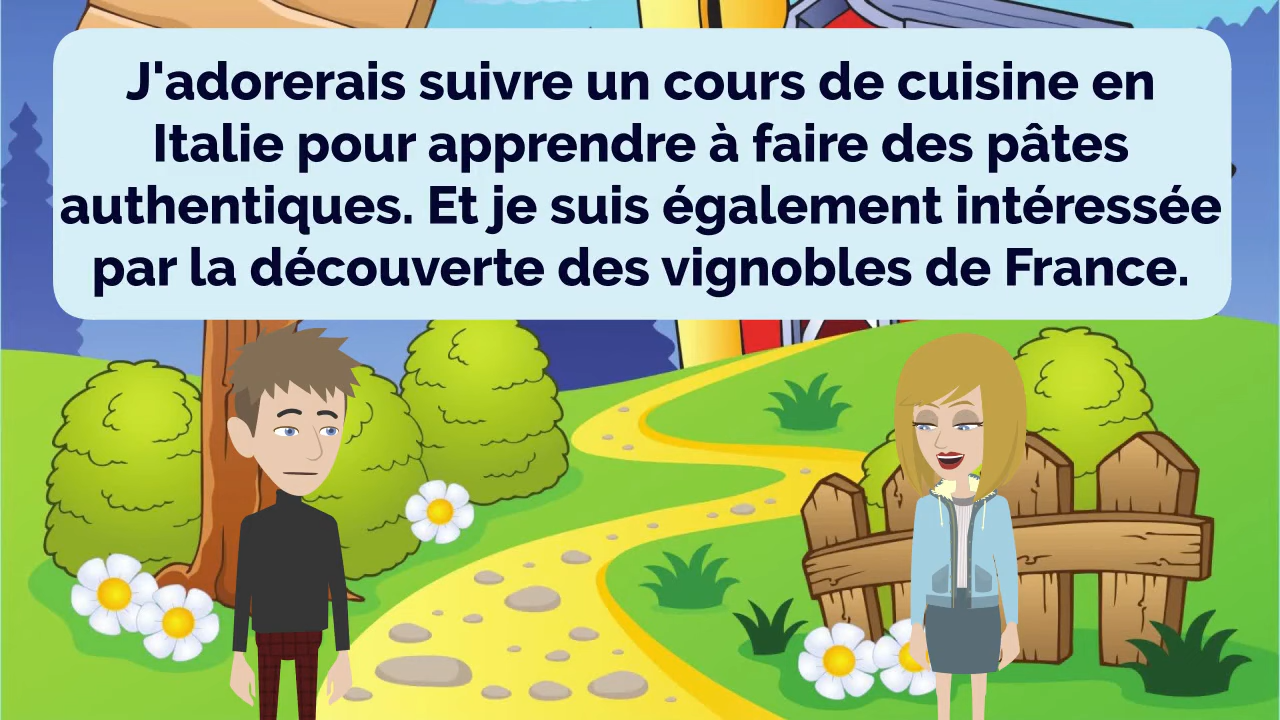 J'adorerais suivre un cours de cuisine en
Italie pour apprendre à faire des pâtes
authentiques. Et je suis également intéressée
par la découverte des vignobles de France.